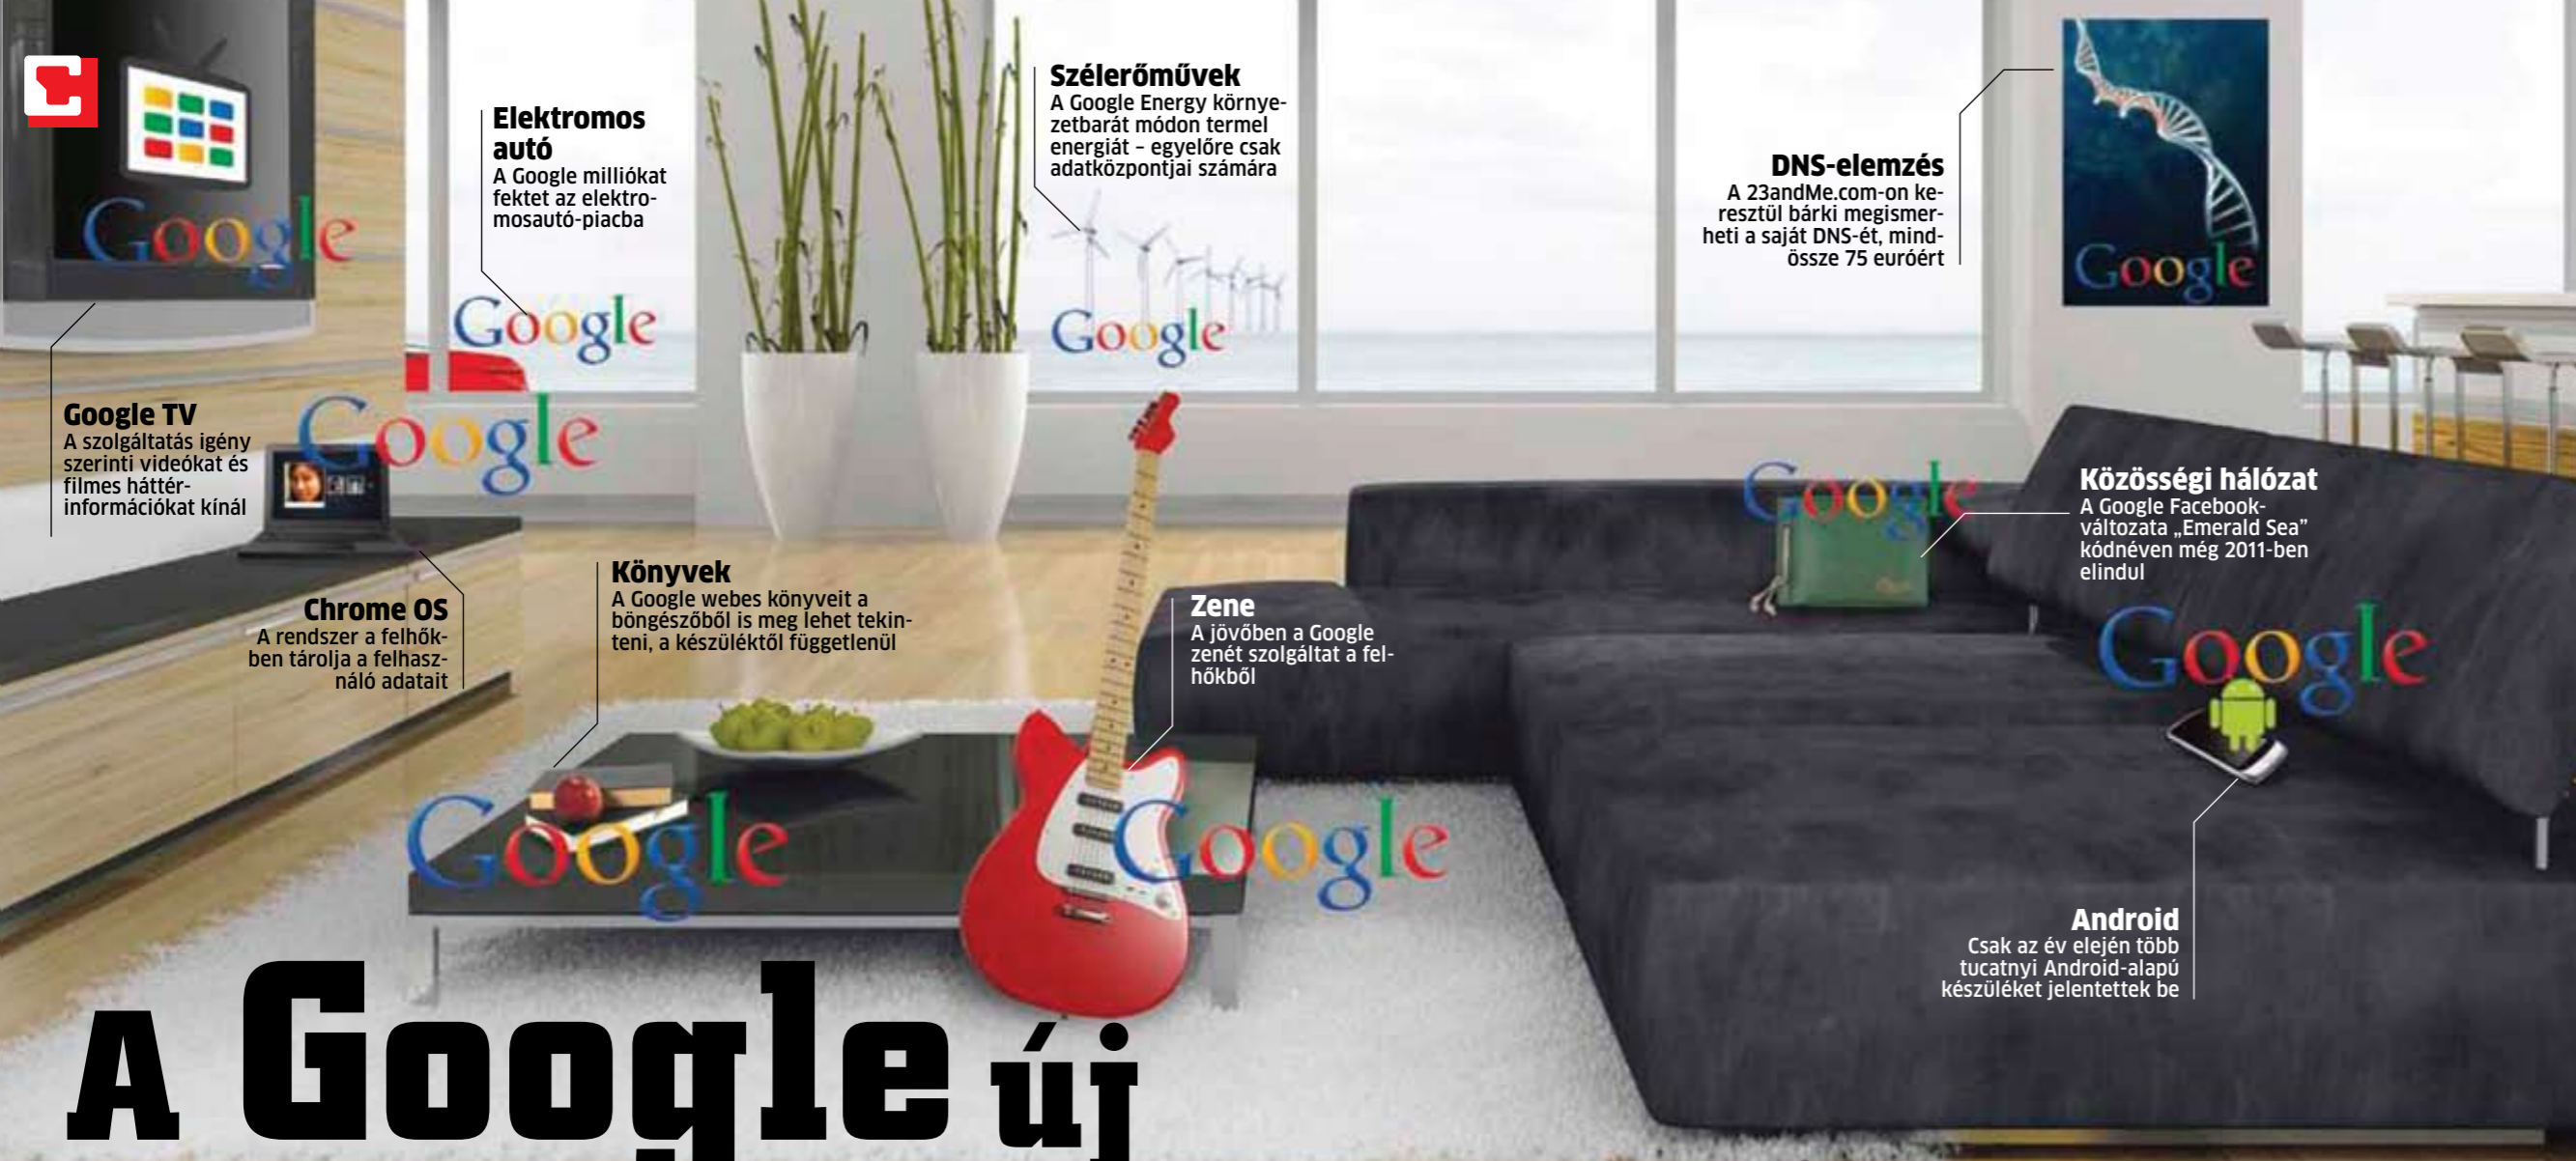 Google
Elektromos
autó
A Google milliókat
fektet az elektro-
mosautó-piacba
Google
Szélerőművek
A Google Energy környe-
zetbarát módon termel
energiát – egyelőre csak
adatközpontjai számára
Google
DNS-elemzés
A 23andMe.com-on ke-
resztül bárki megismer-
heti a saját DNS-ét, mind-
össze 75 euróért
Google
Google TV
A szolgáltatás igény
szerinti videókat és
filmes háttér-
információkat kínál
Google
Chrome OS
A rendszer a felhők-
ben tárolja a felhasz-
náló adatait
Könyvek
A Google webes könyveit a
böngészőből is meg lehet tekin-
teni, a készüléktől függetlenül
Google
Zene
A jövőben a Google
zenét szolgáltat a fel-
hőkből
Google
Google
Közösségi hálózat
A Google Facebook-
változata „Emerald Sea”
kódnéven még 2011-ben
elindul
Google
Android
Csak az év elején több
tucatnyi Android-alapú
készüléket jelentettek be
A Google új